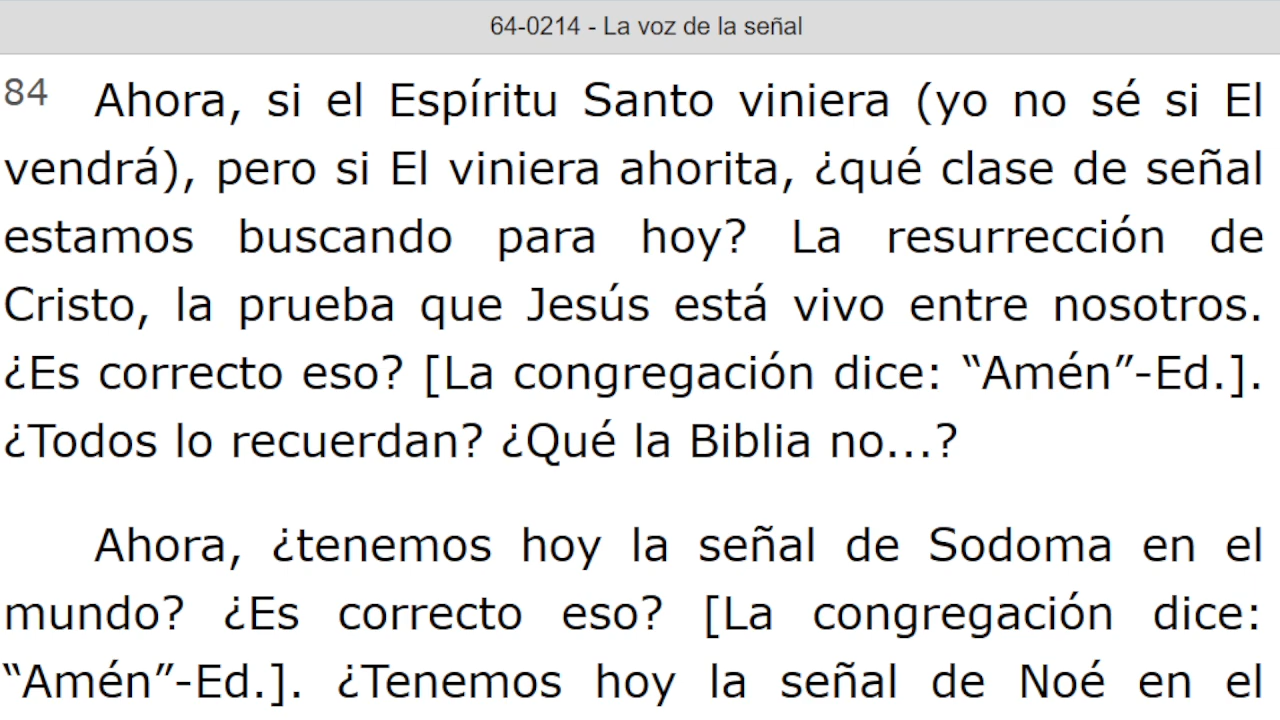 64-0214 - La voz de la señal
84 Ahora, si el Espíritu Santo viniera (yo no sé si El
vendrá), pero si El viniera ahorita, ¿qué clase de señal
estamos buscando para hoy? La resurrección de
Cristo, la prueba que Jesús está vivo entre nosotros.
¿Es correcto eso? [La congregación dice: “Amén”-Ed.].
¿Todos lo recuerdan? ¿Qué la Biblia no...?
Ahora, ¿tenemos hoy la señal de Sodoma en el
mundo? ¿Es correcto eso? [La congregación dice:
“Amén”-Ed.]. ¿Tenemos hoy la señal de Noé en el